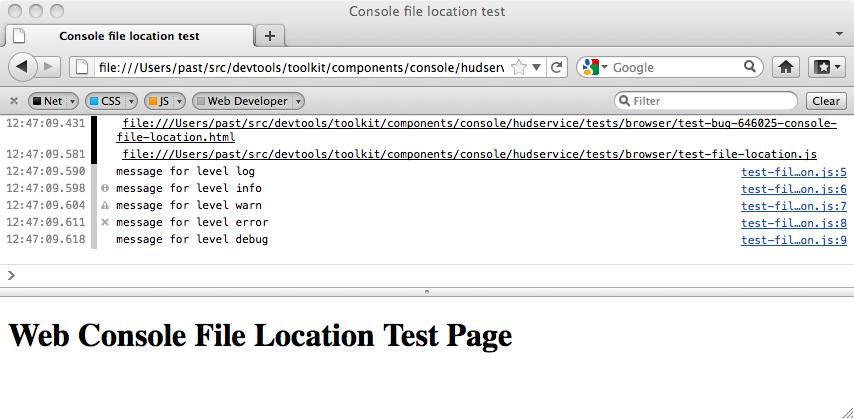 Console file location test
Console file location test
file:///Users/past/src/devtools/toolkit/components/console/hudserv
Google
Net
CSS
JS
Web Developer
Filter
Clear
12:47:09.431 file:///Users/past/src/devtools/toolkit/components/console/hudservice/tests/browser/test-bug-646025-console-
file-location.html
12:47:09.581 file:///Users/past/src/devtools/toolkit/components/console/hudservice/tests/browser/test-file-location.js
12:47:09.590 message for level log test-fil…on.js:5
12:47:09.598 message for level info test-fil…on.js:6
12:47:09.604 message for level warn test-fil…on.js:7
12:47:09.611 message for level error test-fil…on.js:8
12:47:09.618 message for level debug test-fil…on.js:9
Web Console File Location Test Page